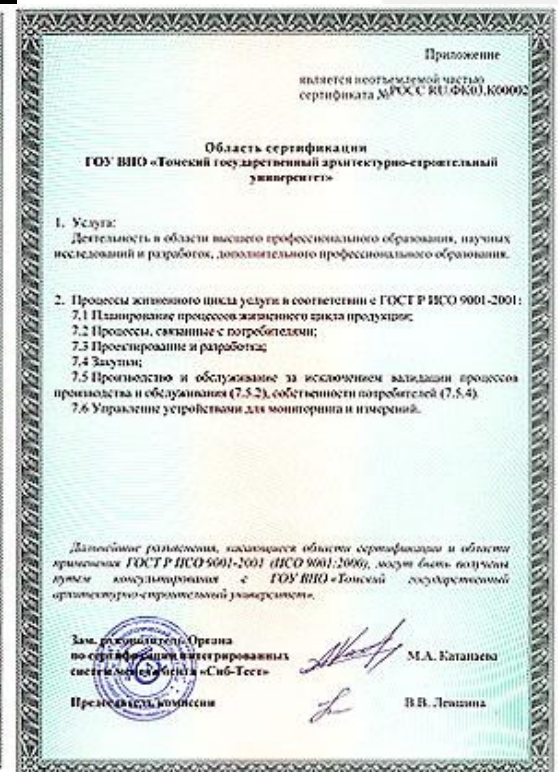 Приложение
является неотъемлемой частью
сертификата № РОСС RU.ФК03.К00002
Область сертификации
ГОУ ВПО «Томский государственный архитектурно-строительный
университет»
1. Услуга:
Деятельность в области высшего профессионального образования, научных
исследований и разработок, дополнительного профессионального образования.
2. Процессы жизненного цикла услуги в соответствии с ГОСТ Р ИСО 9001-2001:
7.1 Планирование процессов жизненного цикла продукции;
7.2 Процессы, связанные с потребителями;
7.3 Проектирование и разработка;
7.4 Закупки;
7.5 Производство и обслуживание за исключением валидации процессов
производства и обслуживания (7.5.2), собственности потребителей (7.5.4).
7.6 Управление устройствами для мониторинга и измерений.
Дальнейшие разъяснения, касающиеся области сертификации и области
применения ГОСТ Р ИСО 9001-2001 (ИСО 9001:2000), могут быть получены
путем консультирования с ГОУ ВПО «Томский государственный
архитектурно-строительный университет».
Зам. руководитель Органа
по сертификации интегрированных
систем менеджмента «Сиб-Тест»
М.А. Катанаева
Председатель комиссии
В.В. Левшина